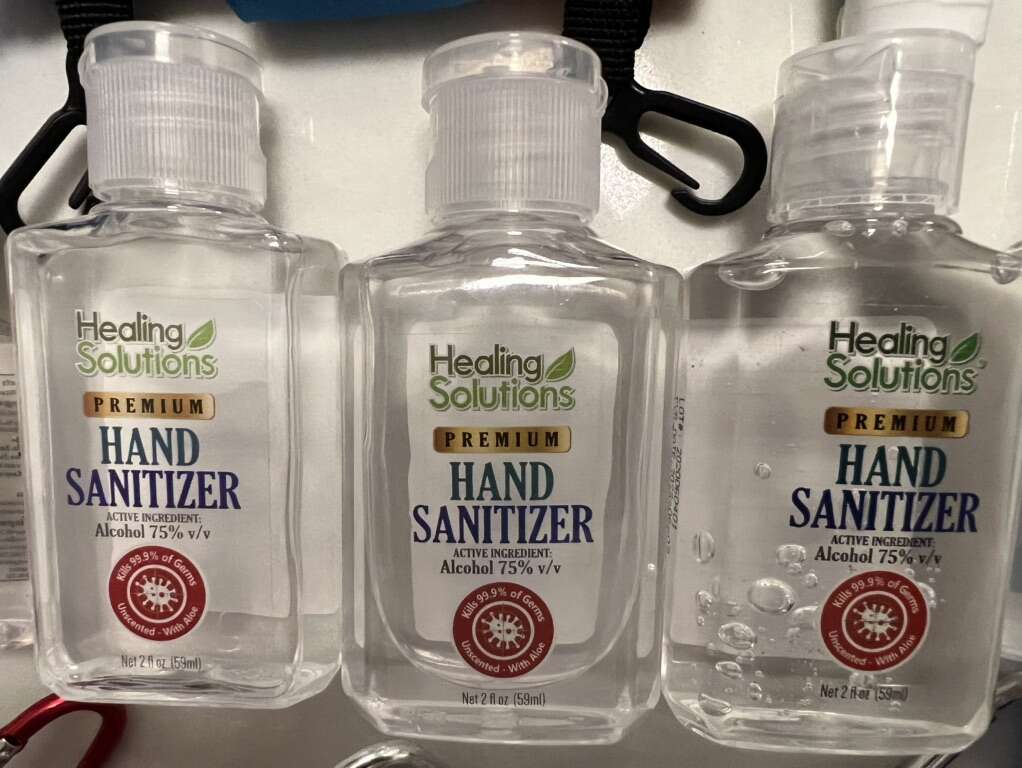 Healing
Solutions
PREMIUM
HAND
SANITIZER
ACTIVE INGREDIENT:
Alcohol 75% v/v
Kills 99.9% of Germs
Unscented - With Aloe
Net 2 fl oz (59ml)
Healing
Solutions
PREMIUM
HAND
SANITIZER
ACTIVE INGREDIENT:
Alcohol 75% v/v
Kills 99.9% of Germs
Unscented - With Aloe
Net 2 fl oz (59ml)
LOT#:
Healing
Solutions
PREMIUM
HAND
SANITIZER
ACTIVE INGREDIENT:
Alcohol 75% v/v
Kills 99.9% of Germs
Unscented - With Aloe
Net 2 fl oz (59ml)